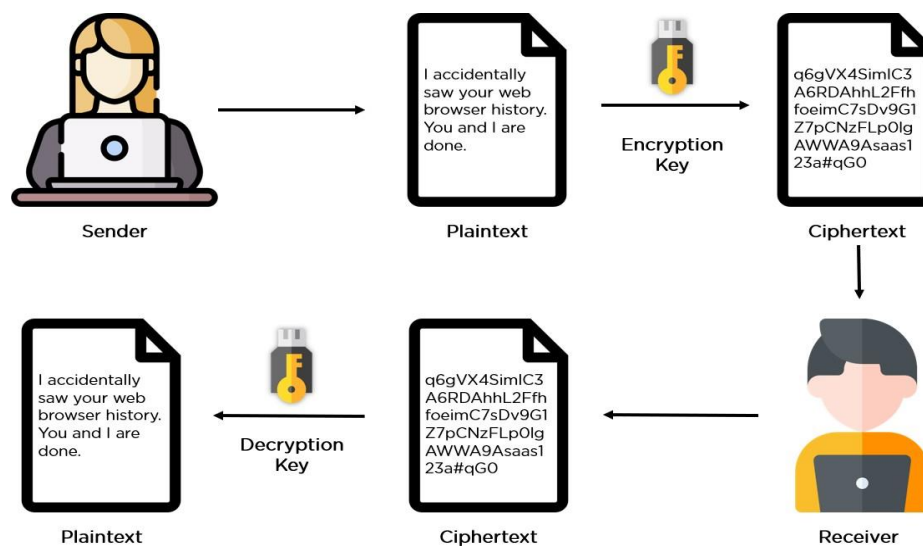 I accidentally
saw your web
browser history.
You and I are
done.
Encryption
Key
q6gVX4SimlC3
A6RDAhhL2Ffh
foeimC7sDv9G1
Z7pCNzFLp0lg
AWWA9Asaas1
23a#qG0
Sender
Plaintext
Ciphertext
I accidentally
saw your web
browser history.
You and I are
done.
Decryption
Key
q6gVX4SimlC3
A6RDAhhL2Ffh
foeimC7sDv9G1
Z7pCNzFLp0lg
AWWA9Asaas1
23a#qG0
Plaintext
Ciphertext
Receiver